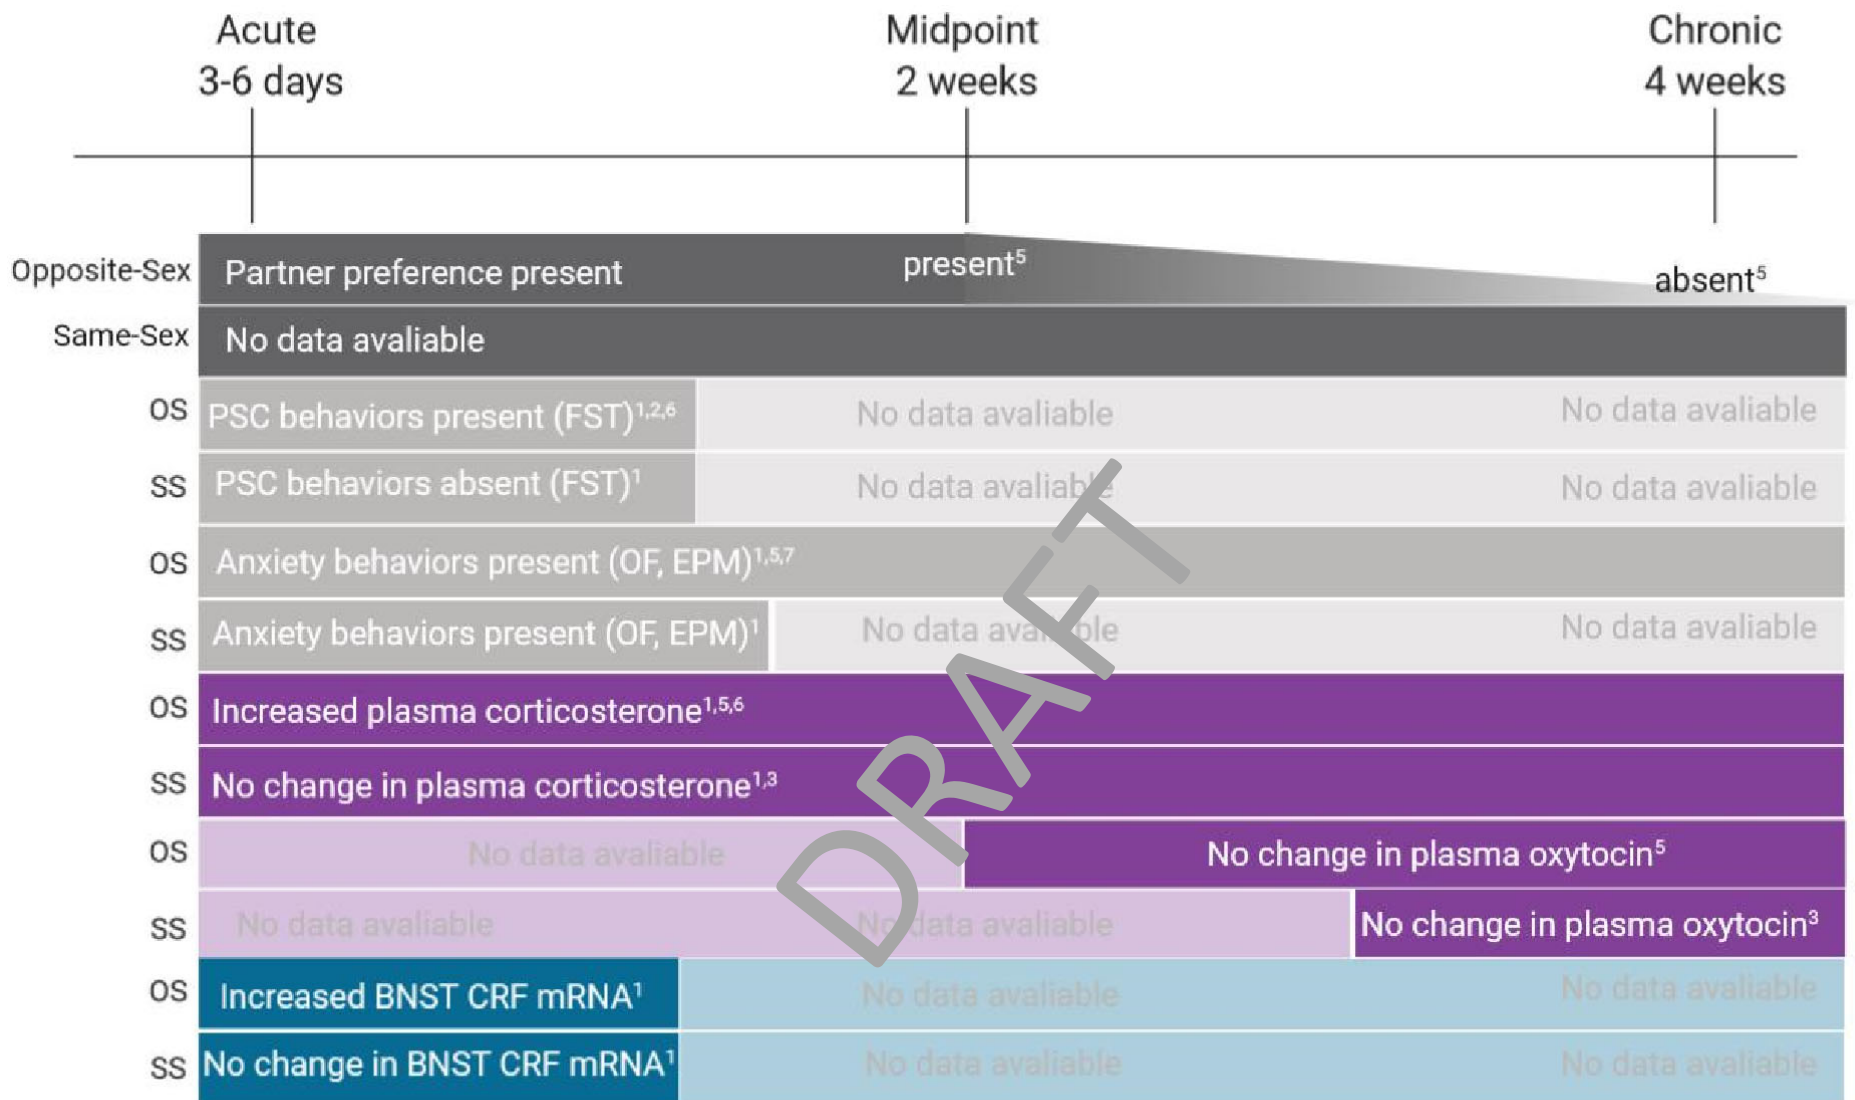 Acute
3-6 days
Midpoint
2 weeks
Chronic
4 weeks
Opposite-Sex
Partner preference present
present⁵
absent⁵
Same-Sex
No data avaliable
OS
PSC behaviors present (FST)¹,²,⁶
No data avaliable
No data avaliable
SS
PSC behaviors absent (FST)¹
No data avaliable
No data avaliable
OS
Anxiety behaviors present (OF, EPM)¹,⁵,⁷
SS
Anxiety behaviors present (OF, EPM)¹
No data avaliable
No data avaliable
OS
Increased plasma corticosterone¹,⁵,⁶
SS
No change in plasma corticosterone¹,³
OS
No data avaliable
No change in plasma oxytocin⁵
SS
No data avaliable
No data avaliable
No change in plasma oxytocin³
OS
Increased BNST CRF mRNA¹
No data avaliable
No data avaliable
SS
No change in BNST CRF mRNA¹
No data avaliable
No data avaliable
DRAFT